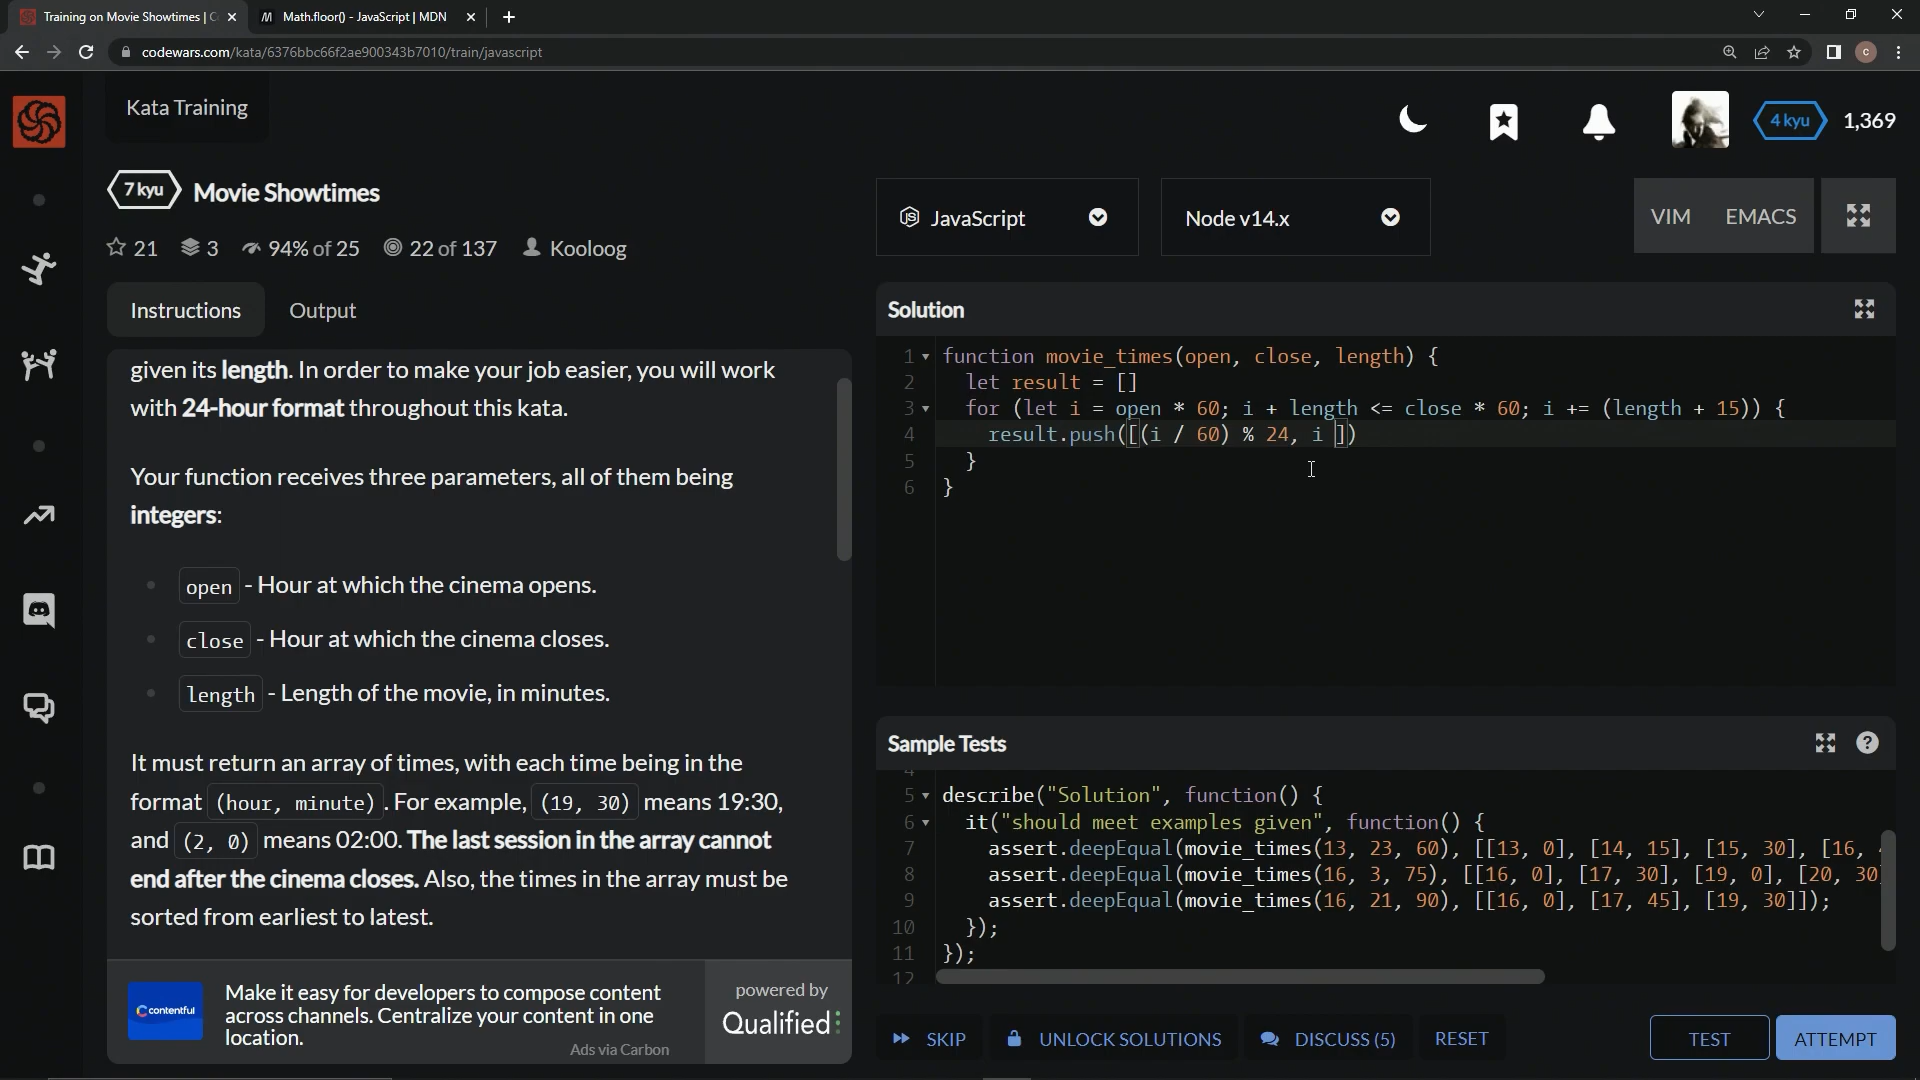 Training on Movie Showtimes | C
Math.floor() - JavaScript | MDN
codewars.com/kata/6376bbc66f2ae900343b7010/train/javascript
C
Kata Training
4 kyu
1,369
7 kyu
Movie Showtimes
21
3
94% of 25
22 of 137
Kooloog
JavaScript
Node v14.x
VIM
EMACS
Instructions
Output
given its length. In order to make your job easier, you will work
with 24-hour format throughout this kata.
Your function receives three parameters, all of them being
integers:
open - Hour at which the cinema opens.
close - Hour at which the cinema closes.
length - Length of the movie, in minutes.
It must return an array of times, with each time being in the
format (hour, minute). For example, (19, 30) means 19:30,
and (2, 0) means 02:00. The last session in the array cannot
end after the cinema closes. Also, the times in the array must be
sorted from earliest to latest.
contentful
Make it easy for developers to compose content
across channels. Centralize your content in one
location.
Ads via Carbon
powered by
Qualified
Solution
1 function movie_times(open, close, length) {
2 let result = []
3 for (let i = open * 60; i + length <= close * 60; i += (length + 15)) {
4 result.push([(i / 60) % 24, i ])
5 }
6 }
Sample Tests
4
5 describe("Solution", function() {
6 it("should meet examples given", function() {
7 assert.deepEqual(movie_times(13, 23, 60), [[13, 0], [14, 15], [15, 30], [16,
8 assert.deepEqual(movie_times(16, 3, 75), [[16, 0], [17, 30], [19, 0], [20, 30]
9 assert.deepEqual(movie_times(16, 21, 90), [[16, 0], [17, 45], [19, 30]]);
10 });
11 });
12
SKIP
UNLOCK SOLUTIONS
DISCUSS (5)
RESET
TEST
ATTEMPT